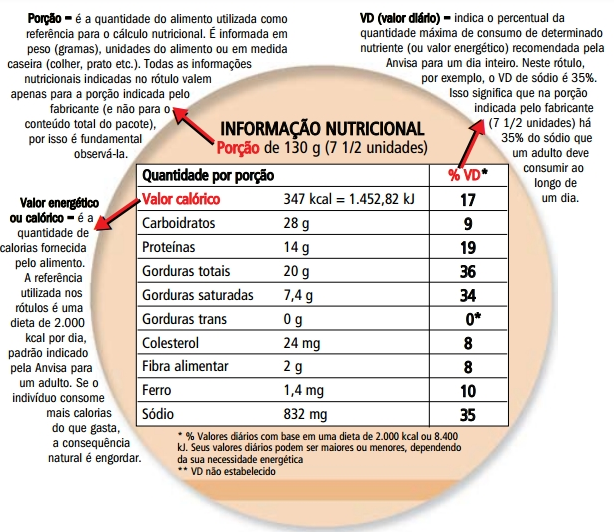 Porção – é a quantidade do alimento utilizada como
referência para o cálculo nutricional. É informada em
peso (gramas), unidades do alimento ou em medida
caseira (colher, prato etc.). Todas as informações
nutricionais indicadas no rótulo valem
apenas para a porção indicada pelo
fabricante (e não para o
conteúdo total do pacote),
por isso é fundamental
observá-la.
VD (valor diário) – indica o percentual da
quantidade máxima de consumo de determinado
nutriente (ou valor energético) recomendada pela
Anvisa para um dia inteiro. Neste rótulo,
por exemplo, o VD de sódio é 35%.
Isso significa que na porção
indicada pelo fabricante
(7 1/2 unidades) há
35% do sódio que
um adulto deve
consumir ao
longo de
um dia.
Valor energético
ou calórico – é a
quantidade de
calorias fornecida
pelo alimento.
A referência
utilizada nos
rótulos é uma
dieta de 2.000
kcal por dia,
padrão indicado
pela Anvisa para
um adulto. Se o
indivíduo consome
mais calorias
do que gasta,
a consequência
natural é engordar.
INFORMAÇÃO NUTRICIONAL
Porção de 130 g (7 1/2 unidades)
Quantidade por porção % VD*
Valor calórico 347 kcal = 1.452,82 kJ 17
Carboidratos 28 g 9
Proteínas 14 g 19
Gorduras totais 20 g 36
Gorduras saturadas 7,4 g 34
Gorduras trans 0 g 0*
Colesterol 24 mg 8
Fibra alimentar 2 g 8
Ferro 1,4 mg 10
Sódio 832 mg 35
* % Valores diários com base em uma dieta de 2.000 kcal ou 8.400
kJ. Seus valores diários podem ser maiores ou menores, dependendo
da sua necessidade energética
** VD não estabelecido